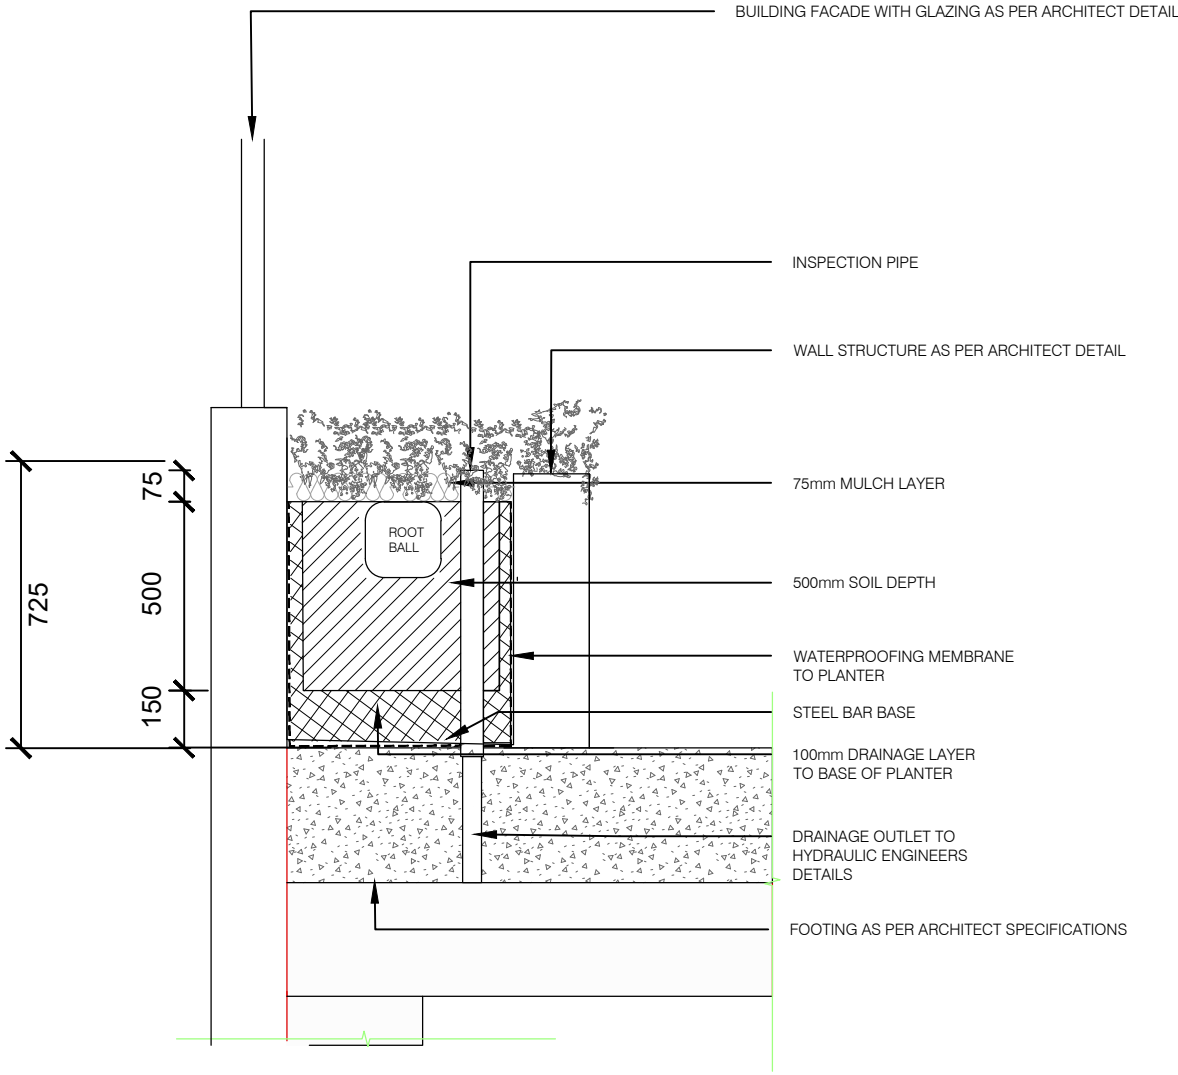 BUILDING FACADE WITH GLAZING AS PER ARCHITECT DETAIL
INSPECTION PIPE
WALL STRUCTURE AS PER ARCHITECT DETAIL
75
75mm MULCH LAYER
ROOT
BALL
500
725
500mm SOIL DEPTH
WATERPROOFING MEMBRANE
TO PLANTER
150
STEEL BAR BASE
100mm DRAINAGE LAYER
TO BASE OF PLANTER
DRAINAGE OUTLET TO
HYDRAULIC ENGINEERS
DETAILS
FOOTING AS PER ARCHITECT SPECIFICATIONS